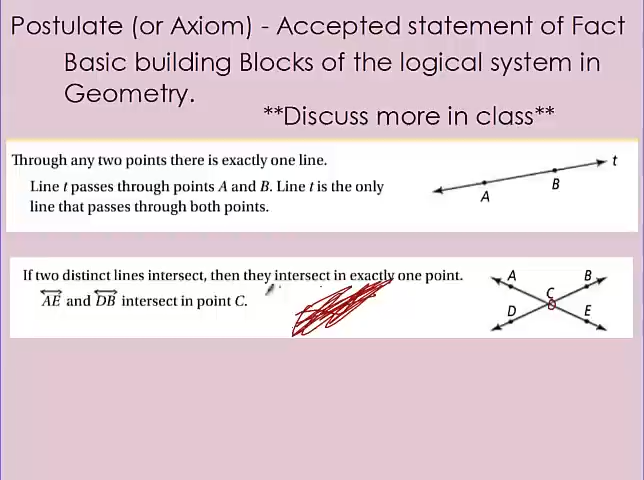 Postulate (or Axiom) - Accepted statement of Fact
Basic building Blocks of the logical system in
Geometry.
**Discuss more in class**
Through any two points there is exactly one line.
Line t passes through points A and B. Line t is the only
line that passes through both points.
t
B
A
If two distinct lines intersect, then they intersect in exactly one point.
AE and DB intersect in point C.
A
B
C
D
E